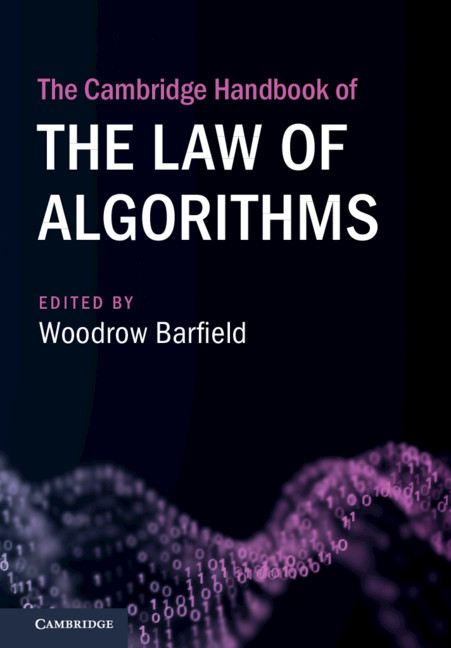 The Cambridge Handbook of
THE LAW OF
ALGORITHMS
EDITED BY
Woodrow Barfield
CAMBRIDGE